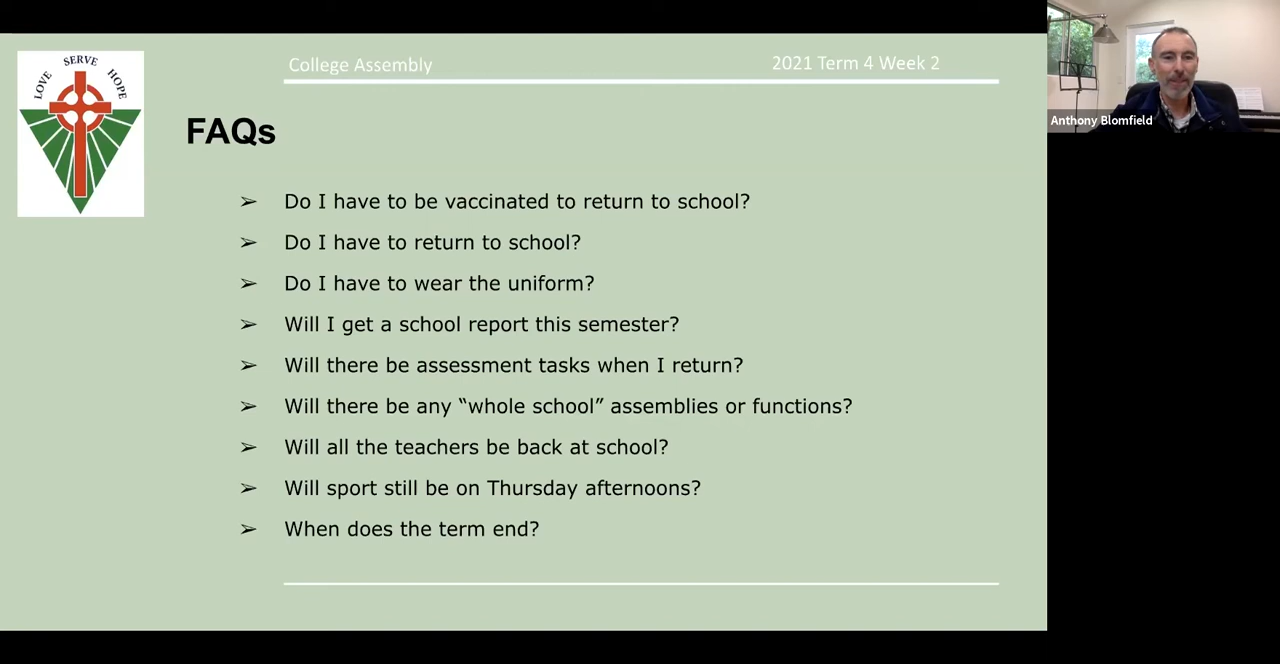 LOVE SERVE HOPE
College Assembly
2021 Term 4 Week 2
Anthony Blomfield
FAQs
➢ Do I have to be vaccinated to return to school?
➢ Do I have to return to school?
➢ Do I have to wear the uniform?
➢ Will I get a school report this semester?
➢ Will there be assessment tasks when I return?
➢ Will there be any “whole school” assemblies or functions?
➢ Will all the teachers be back at school?
➢ Will sport still be on Thursday afternoons?
➢ When does the term end?